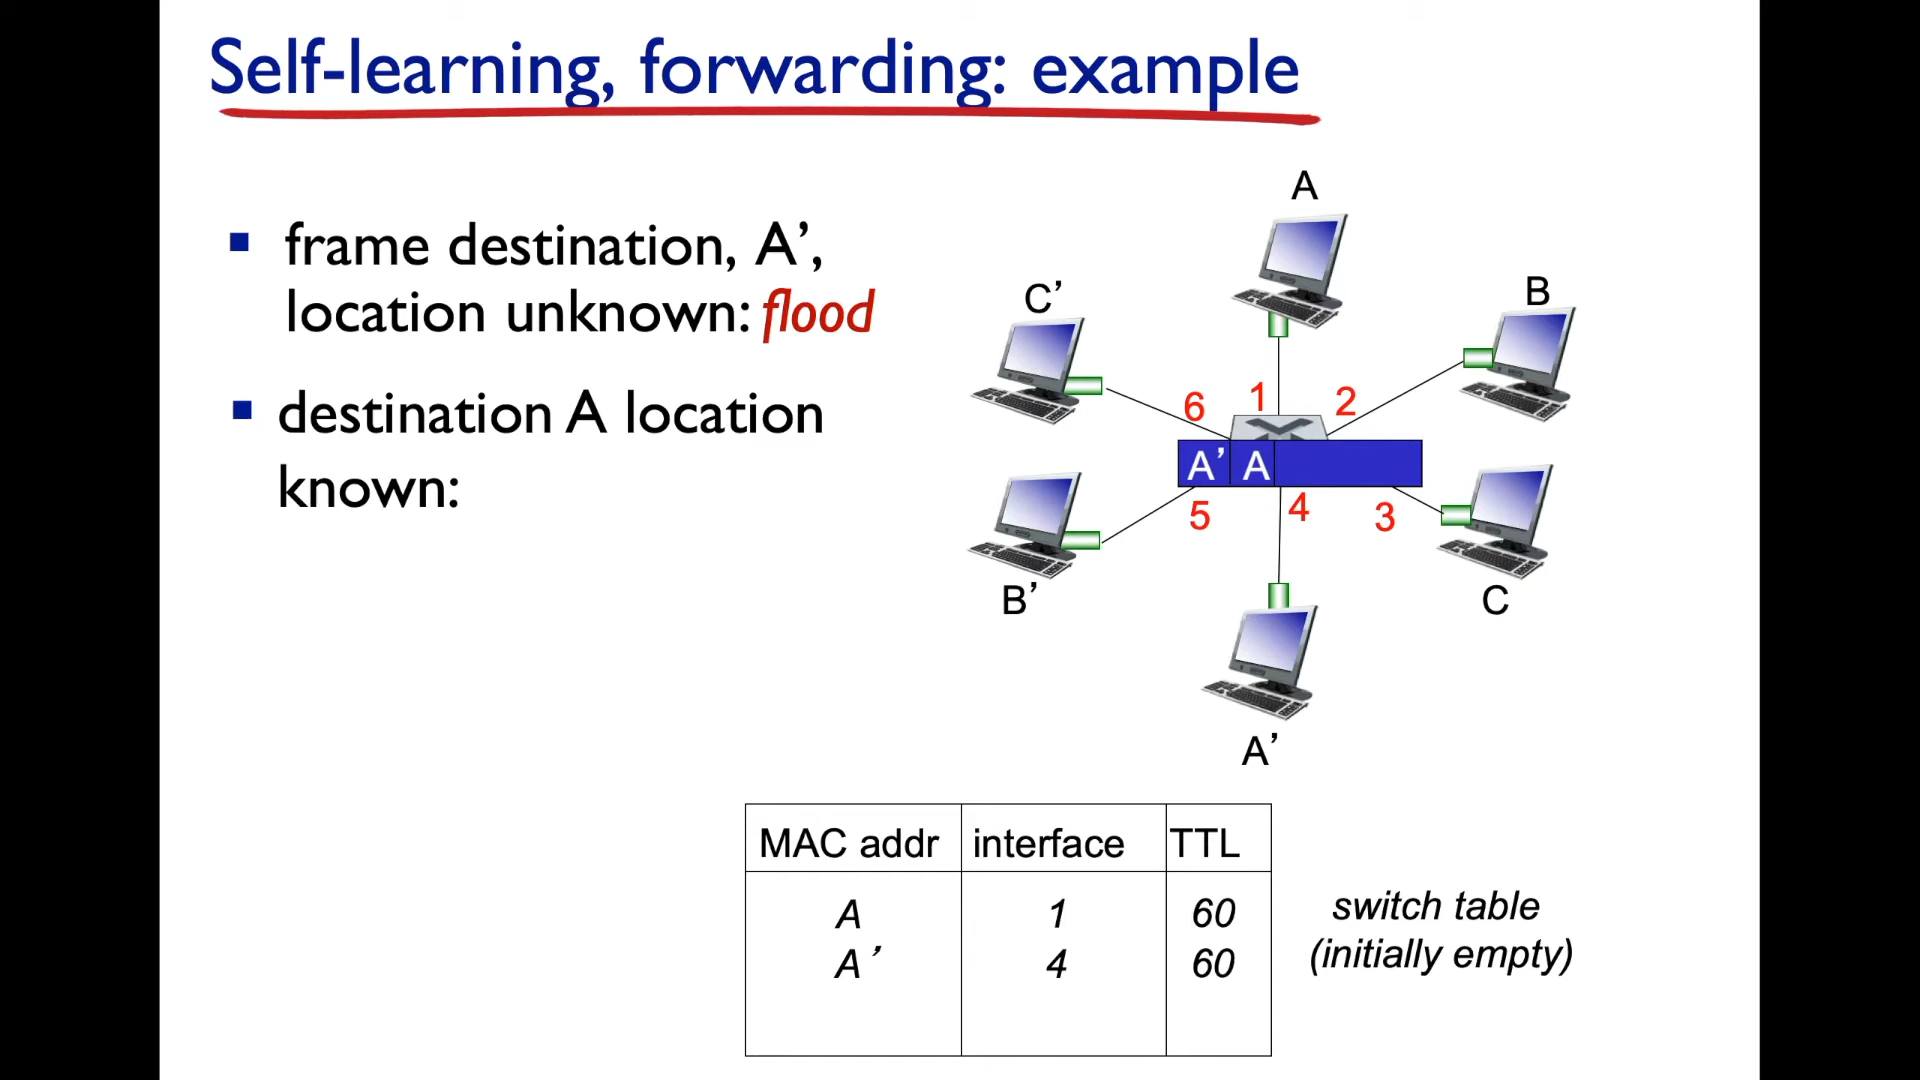 Self-learning, forwarding: example
▪ frame destination, A’,
location unknown: flood
▪ destination A location
known:
A
C’
B
6
1
2
A’ A
5
4
3
B’
C
A’
MAC addr interface TTL
A 1 60
A’ 4 60
switch table
(initially empty)